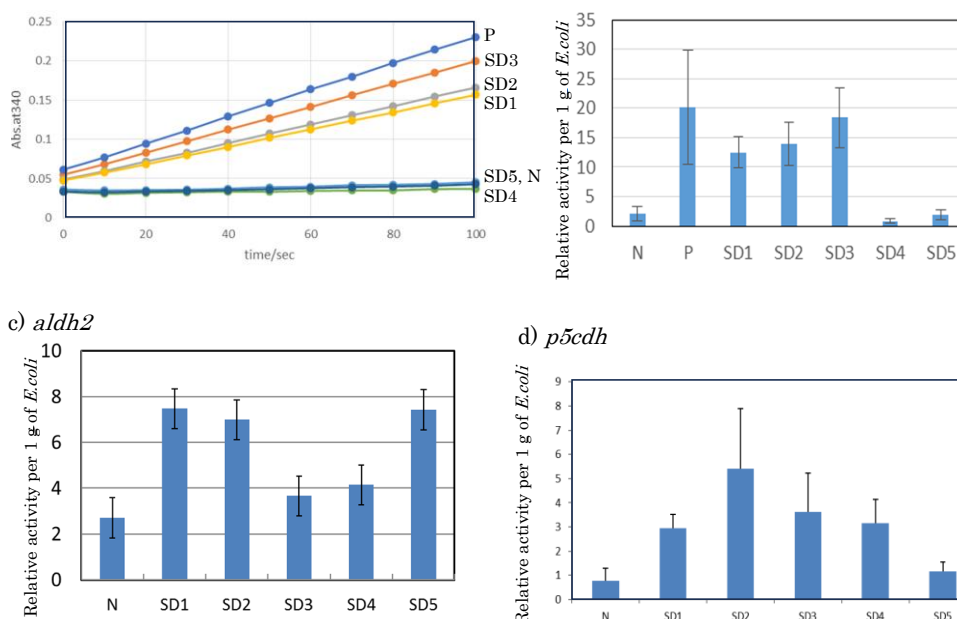 0.25
0.2
0.15
0.1
0.05
0
Abs.at340
0 20 40 60 80 100
time/sec
P
SD3
SD2
SD1
SD5, N
SD4
Relative activity per 1 g of E.coli
35
30
25
20
15
10
5
0
N P SD1 SD2 SD3 SD4 SD5
c) aldh2
Relative activity per 1 g of E.coli
10
8
6
4
2
0
N SD1 SD2 SD3 SD4 SD5
d) p5cdh
Relative activity per 1 g of E.coli
9
8
7
6
5
4
3
2
1
0
N SD1 SD2 SD3 SD4 SD5